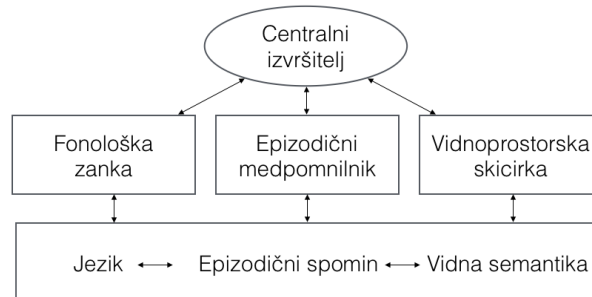 Centralni
izvršitelj
Fonološka
zanka
Epizodični
medpomnilnik
Vidnoprostorska
skicirka
Jezik
Epizodični spomin
Vidna semantika